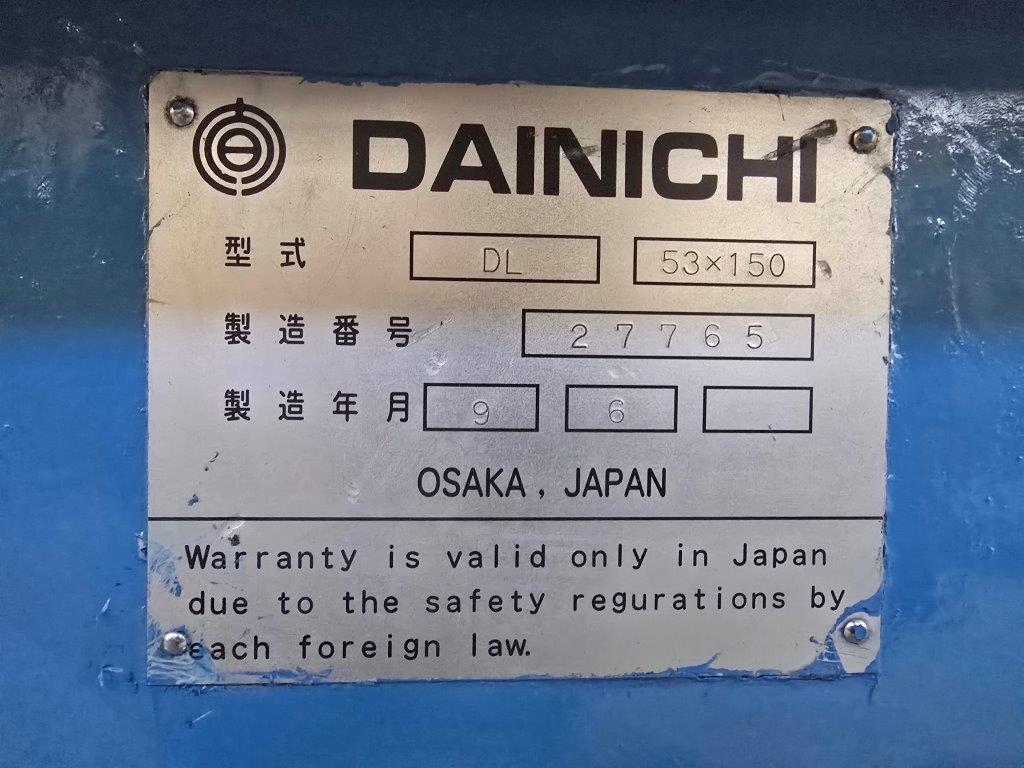 DAINICHI
型式 DL 53×150
製造番号 27765
製造年月 9 6
OSAKA, JAPAN
Warranty is valid only in Japan
due to the safety regurations by
each foreign law.